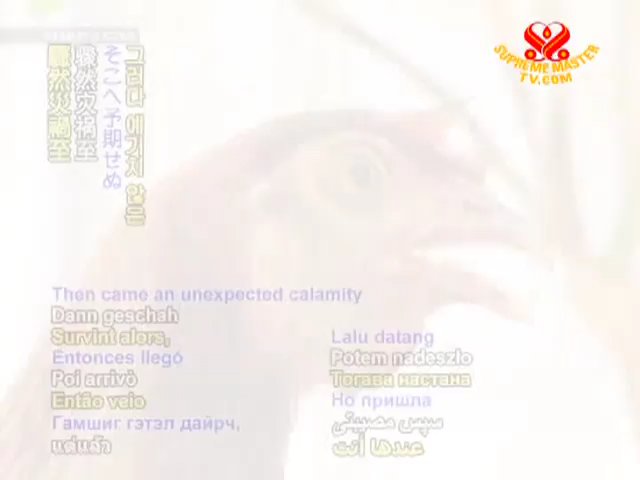 SUPREME MASTER
TV.COM
그러나 예기치 않은
そこへ予期せぬ
骤然灾祸至
驟然災禍至
Then came an unexpected calamity
Dann geschah
Survint alors,
Entonces llegó
Poi arrivò
Então veio
Гамшиг гэтэл дайрч,
แต่แล้ว
Lalu datang
Potem nadeszło
Тогава настана
Но пришла
سپس مصیبتی
عندها أتت